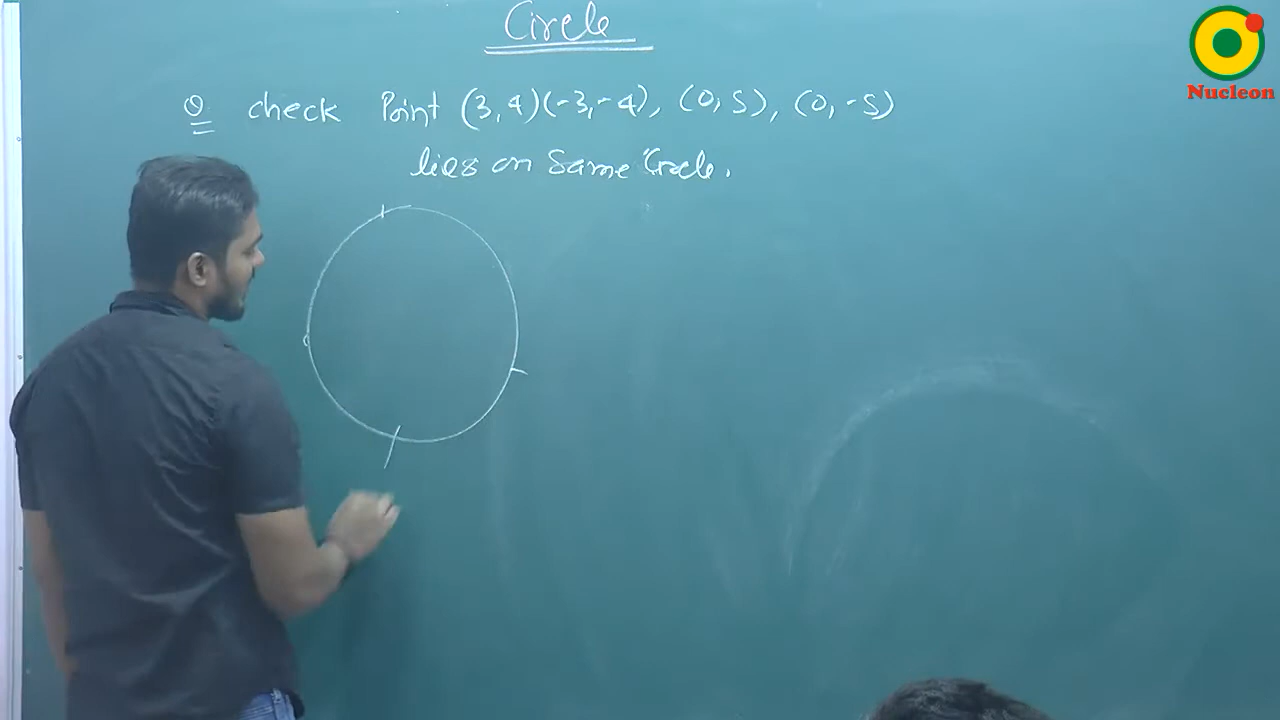 Circle
Nucleon
Q check Point (3,4)(-3,-4), (0,5), (0,-5)
lies on Same Circle.